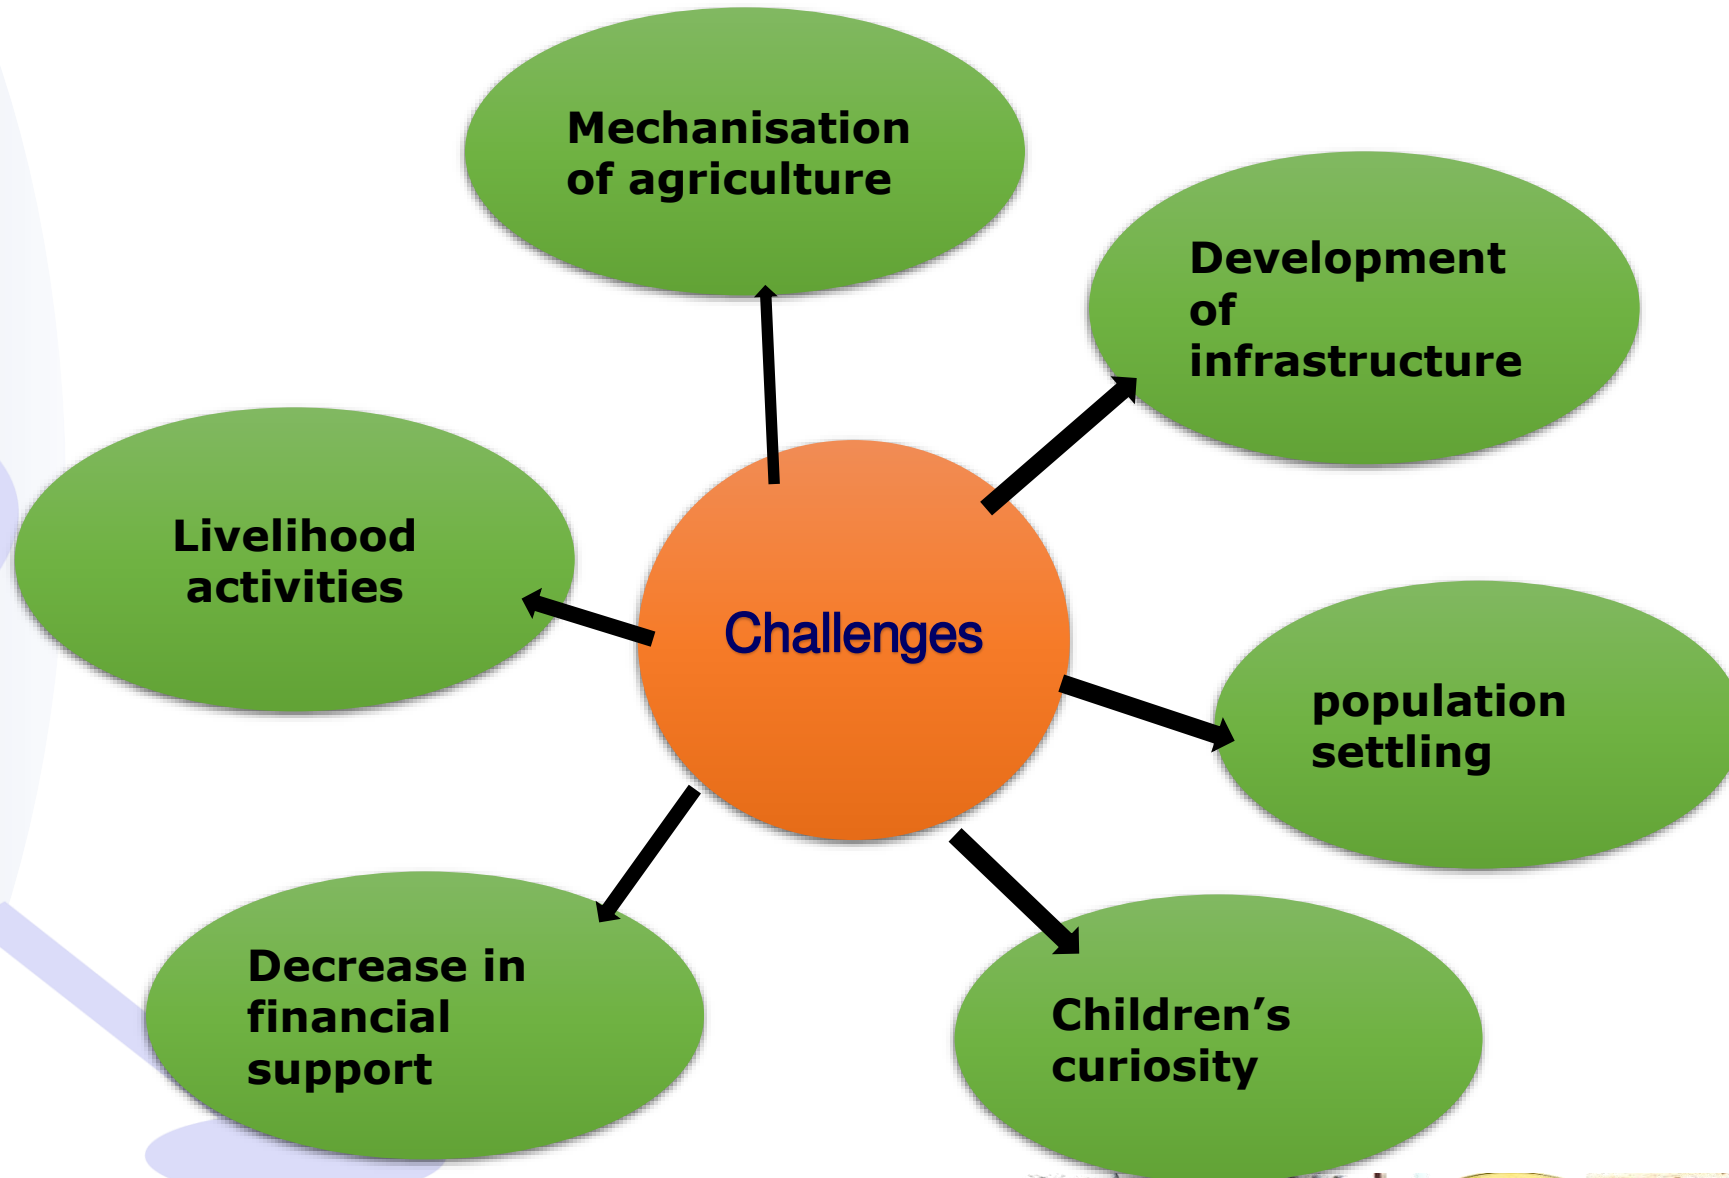 Mechanisation
of agriculture
Development
of
infrastructure
Livelihood
activities
Challenges
population
settling
Decrease in
financial
support
Children’s
curiosity